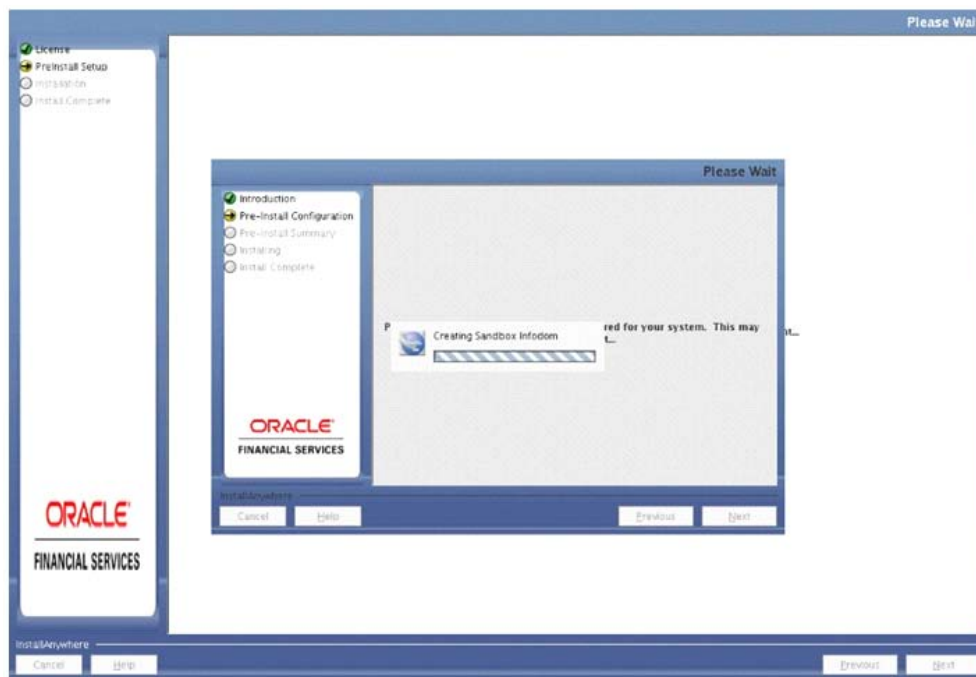 Please Wai
License
Preinstall Setup
Installation
Install Complete
Please Wait
Introduction
Pre-Install Configuration
Pre-Install Summary
Installing
Install Complete
P
red for your system. This may
Creating Sandbox Infodom
ORACLE
FINANCIAL SERVICES
InstallAnywhere
Cancel
Help
Previous
Next
ORACLE
FINANCIAL SERVICES
InstallAnywhere
Cancel
Help
Previous
Next